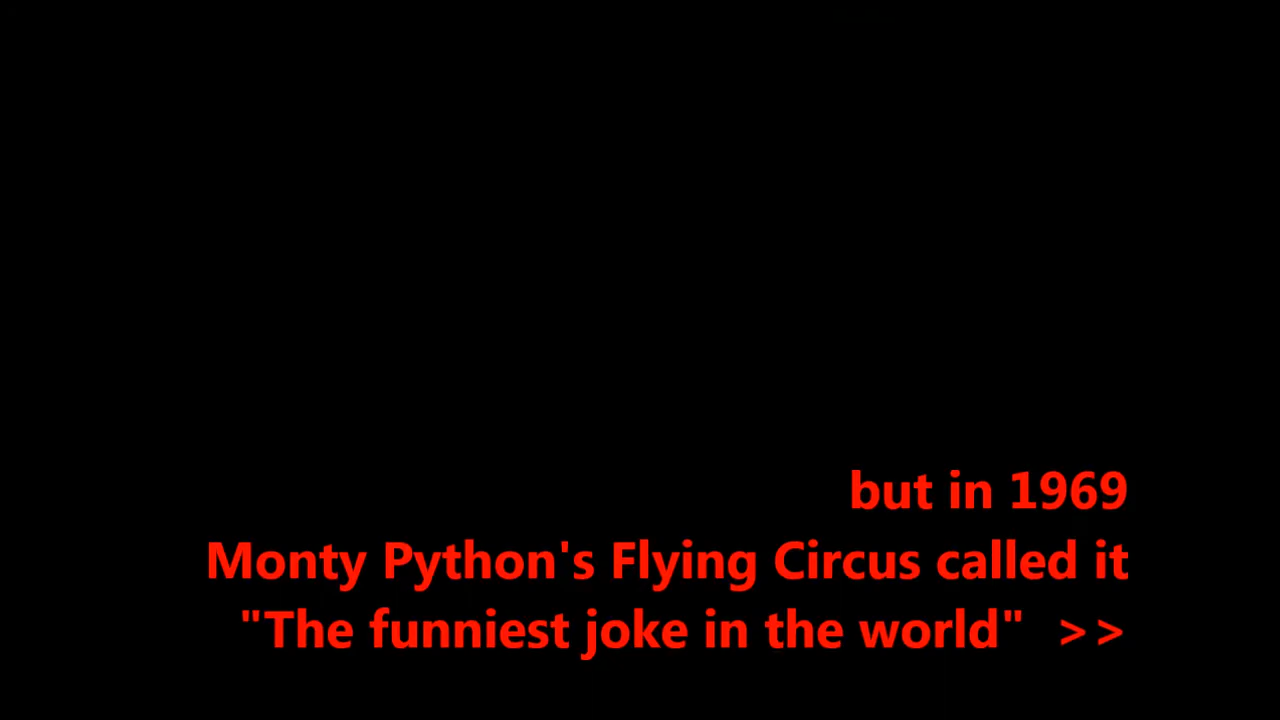 but in 1969
Monty Python's Flying Circus called it
"The funniest joke in the world" >>